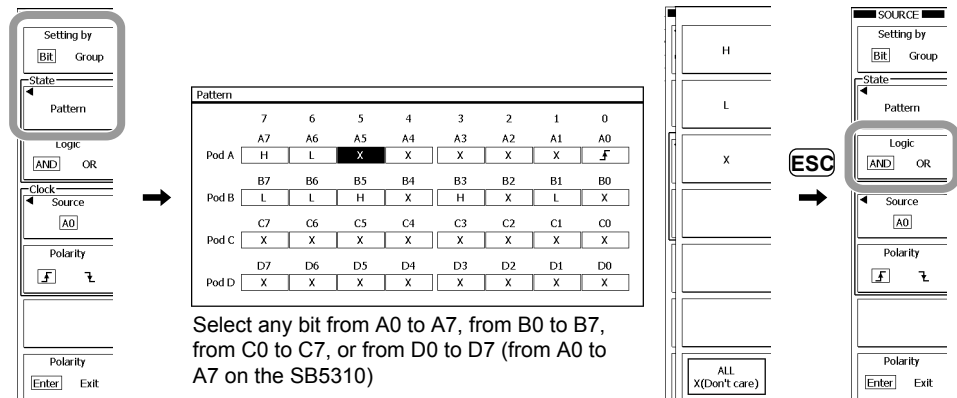 Setting by
Bit Group
State
Pattern
Logic
AND OR
Clock
Source
A0
Polarity
Polarity
Enter Exit
Pattern
7 6 5 4 3 2 1 0
A7 A6 A5 A4 A3 A2 A1 A0
Pod A H L X X X X X
B7 B6 B5 B4 B3 B2 B1 B0
Pod B L L H X H X L X
C7 C6 C5 C4 C3 C2 C1 C0
Pod C X X X X X X X X
D7 D6 D5 D4 D3 D2 D1 D0
Pod D X X X X X X X X
Select any bit from A0 to A7, from B0 to B7,
from C0 to C7, or from D0 to D7 (from A0 to
A7 on the SB5310)
H
L
X
ALL
X(Don't care)
ESC
SOURCE
Setting by
Bit Group
State
Pattern
Logic
AND OR
Source
A0
Polarity
Polarity
Enter Exit